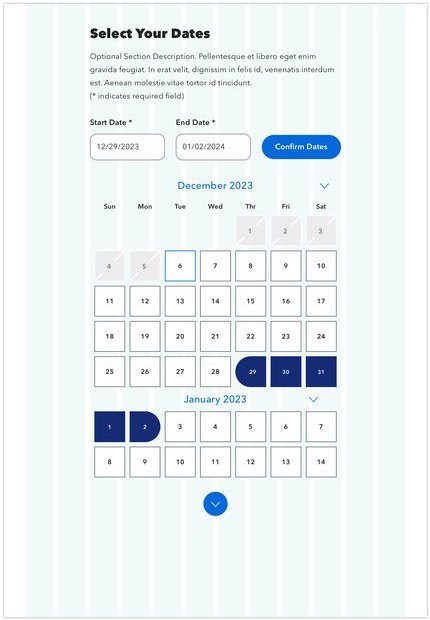 Select Your Dates
Optional Section Description. Pellentesque et libero eget enim
gravida feugiat. In erat velit, dignissim in felis id, venenatis interdum
est. Aenean molestie vitae tortor id tincidunt.
(* indicates required field)
Start Date * End Date *
12/29/2023 01/02/2024 Confirm Dates
December 2023
Sun Mon Tue Wed Thr Fri Sat
1 2 3
4 5 6 7 8 9 10
11 12 13 14 15 16 17
18 19 20 21 22 23 24
25 26 27 28 29 30 31
January 2023
1 2 3 4 5 6 7
8 9 10 11 12 13 14